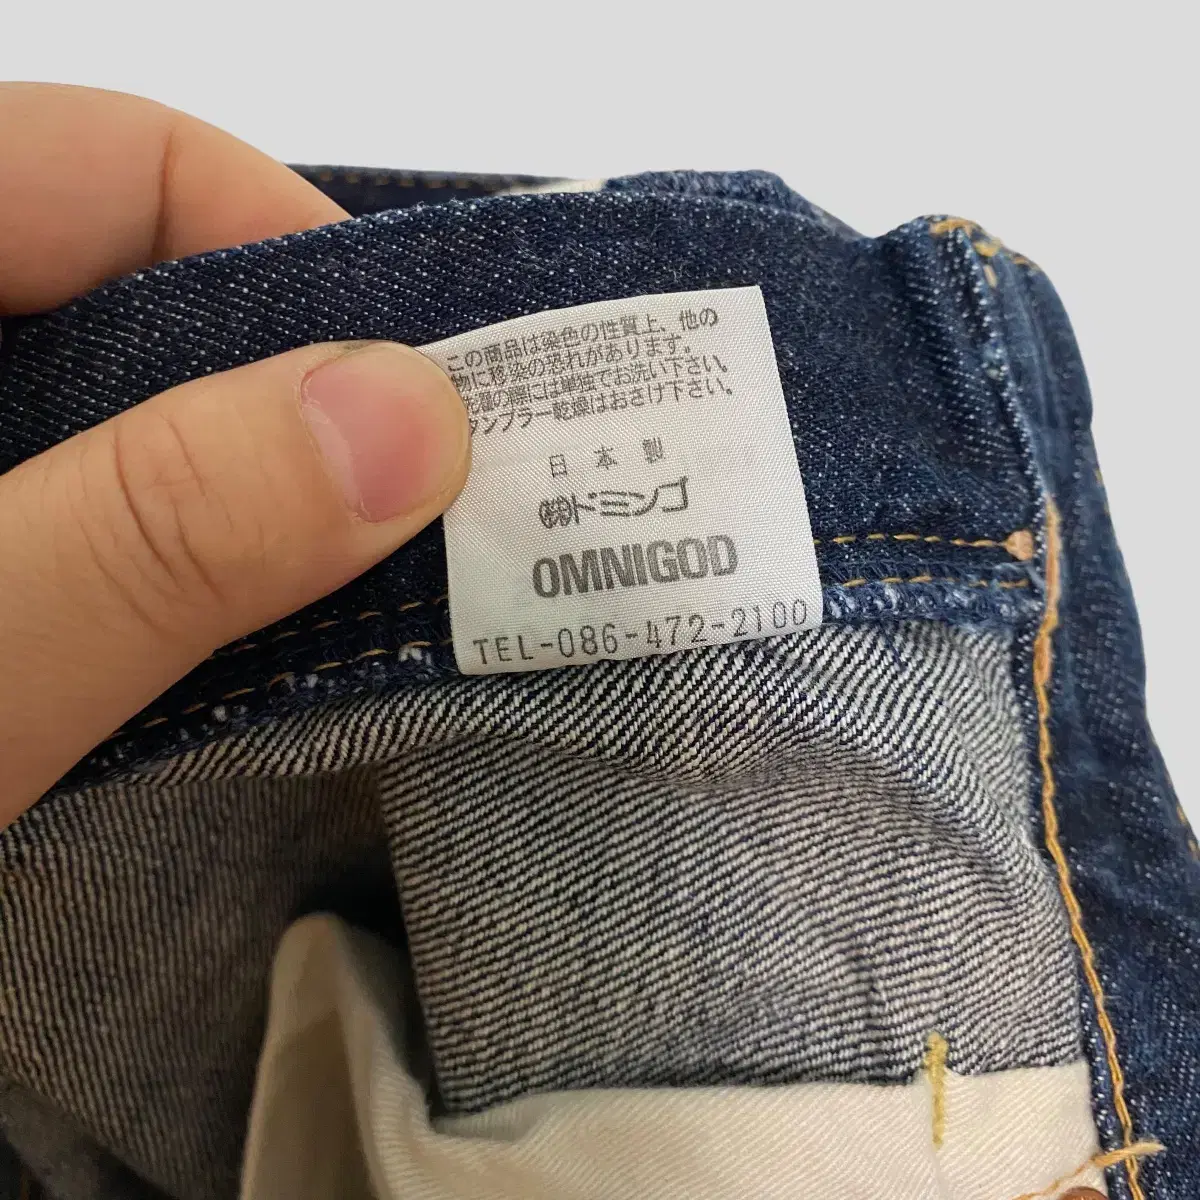 この商品は染色の性質上、他の
物に移染の恐れがあります。
洗濯の際には単独でお洗い下さい。
タンブラー乾燥はおさけ下さい。
日本製
㈱ドミンゴ
OMNIGOD
TEL-086-472-2100